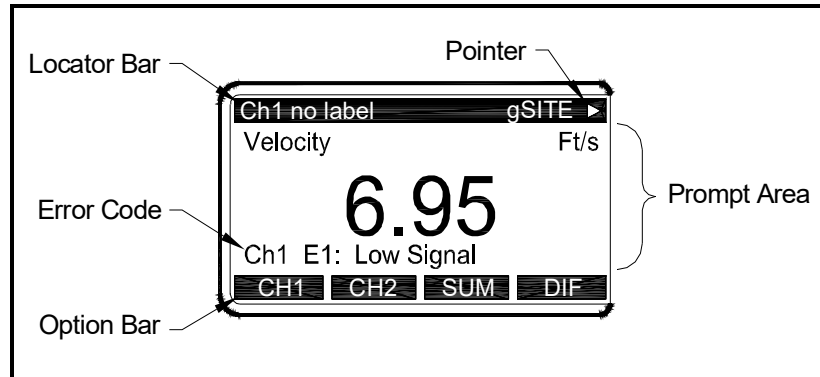 Pointer
Locator Bar
Ch1 no label gSITE
Velocity Ft/s
6.95
Prompt Area
Error Code
Ch1 E1: Low Signal
CH1 CH2 SUM DIF
Option Bar